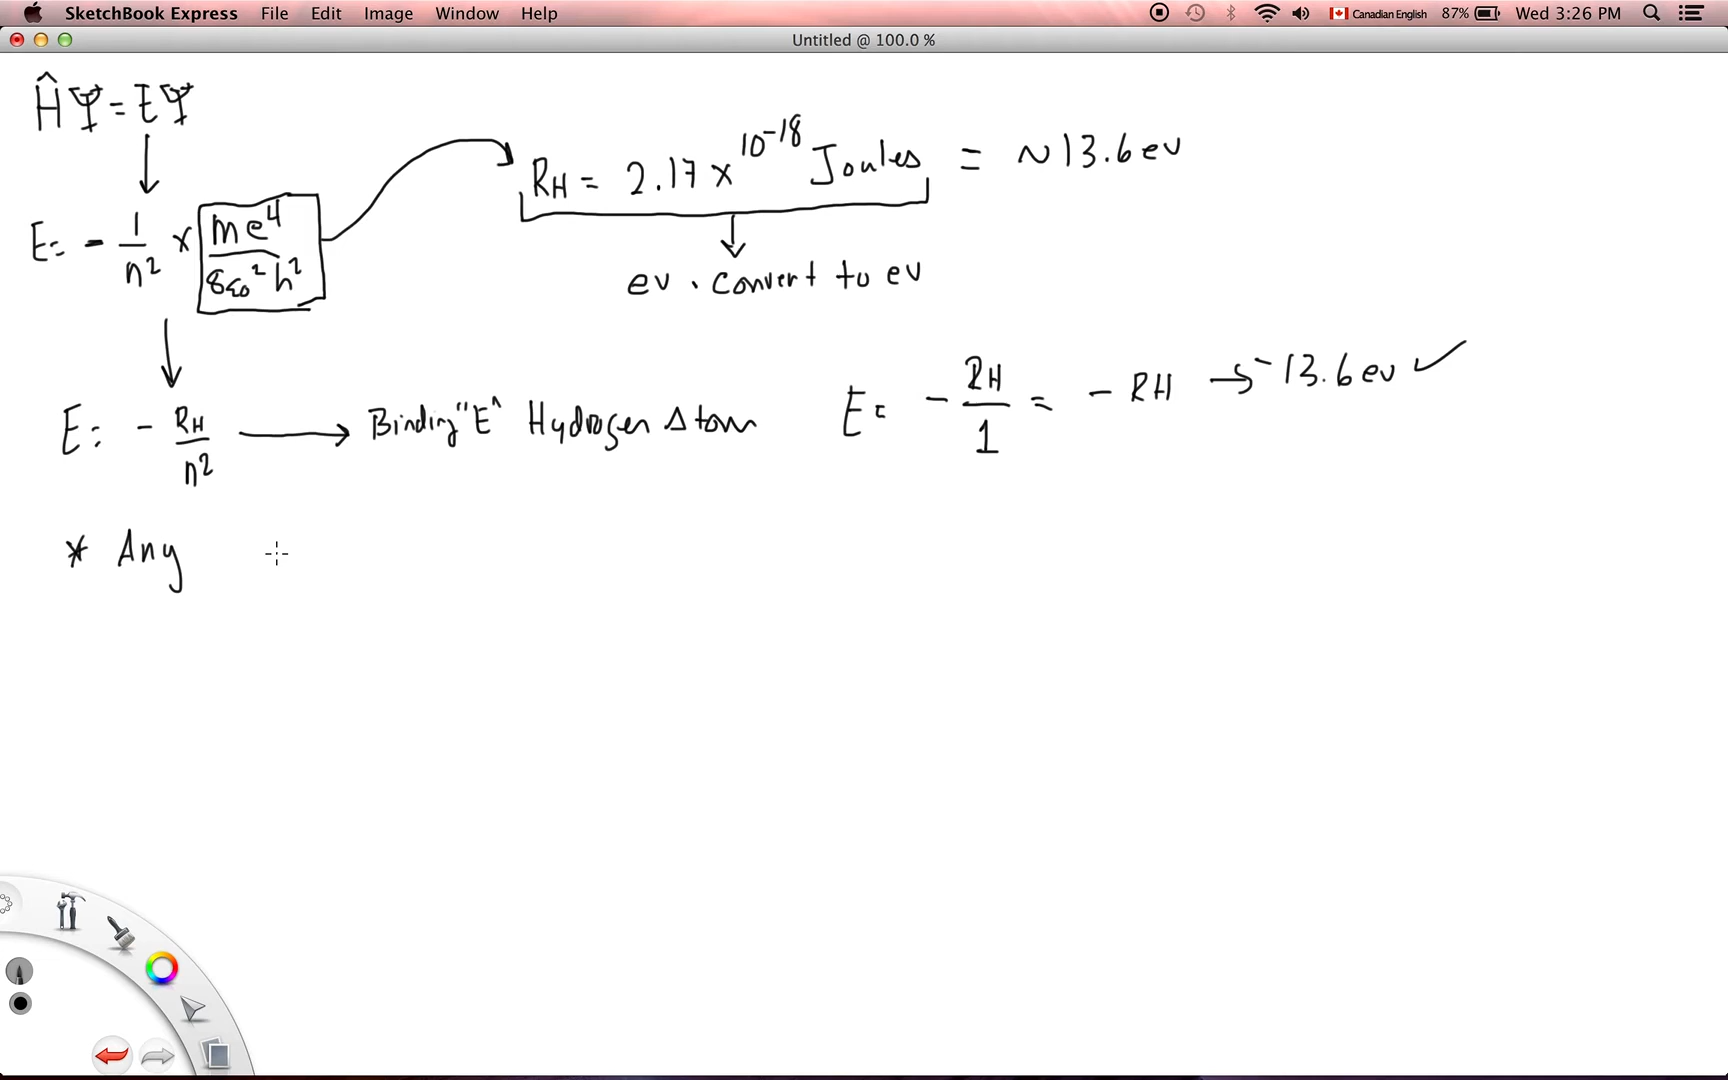 SketchBook Express File Edit Image Window Help Canadian English 87% Wed 3:26 PM
Untitled @ 100.0 %
ĤΨ = EΨ
RH = 2.17 x 10^-18 Joules = ~13.6 ev
E = - 1/n² x me⁴/8ε₀²h²
ev . convert to ev
E = - RH/n² → Binding "E" Hydrogen Atom
E = - RH/1 = - RH → -13.6 ev ✓
* Any